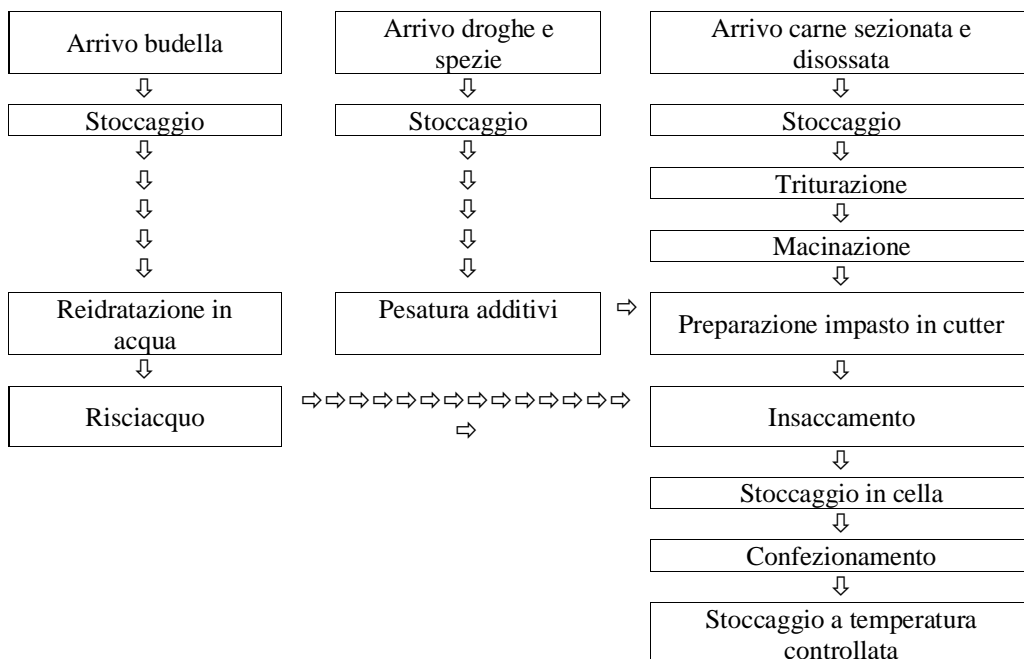 Arrivo budella
Arrivo droghe e
spezie
Arrivo carne sezionata e
disossata
Stoccaggio
Stoccaggio
Stoccaggio
Triturazione
Macinazione
Reidratazione in
acqua
Pesatura additivi
Preparazione impasto in cutter
Risciacquo
Insaccamento
Stoccaggio in cella
Confezionamento
Stoccaggio a temperatura
controllata